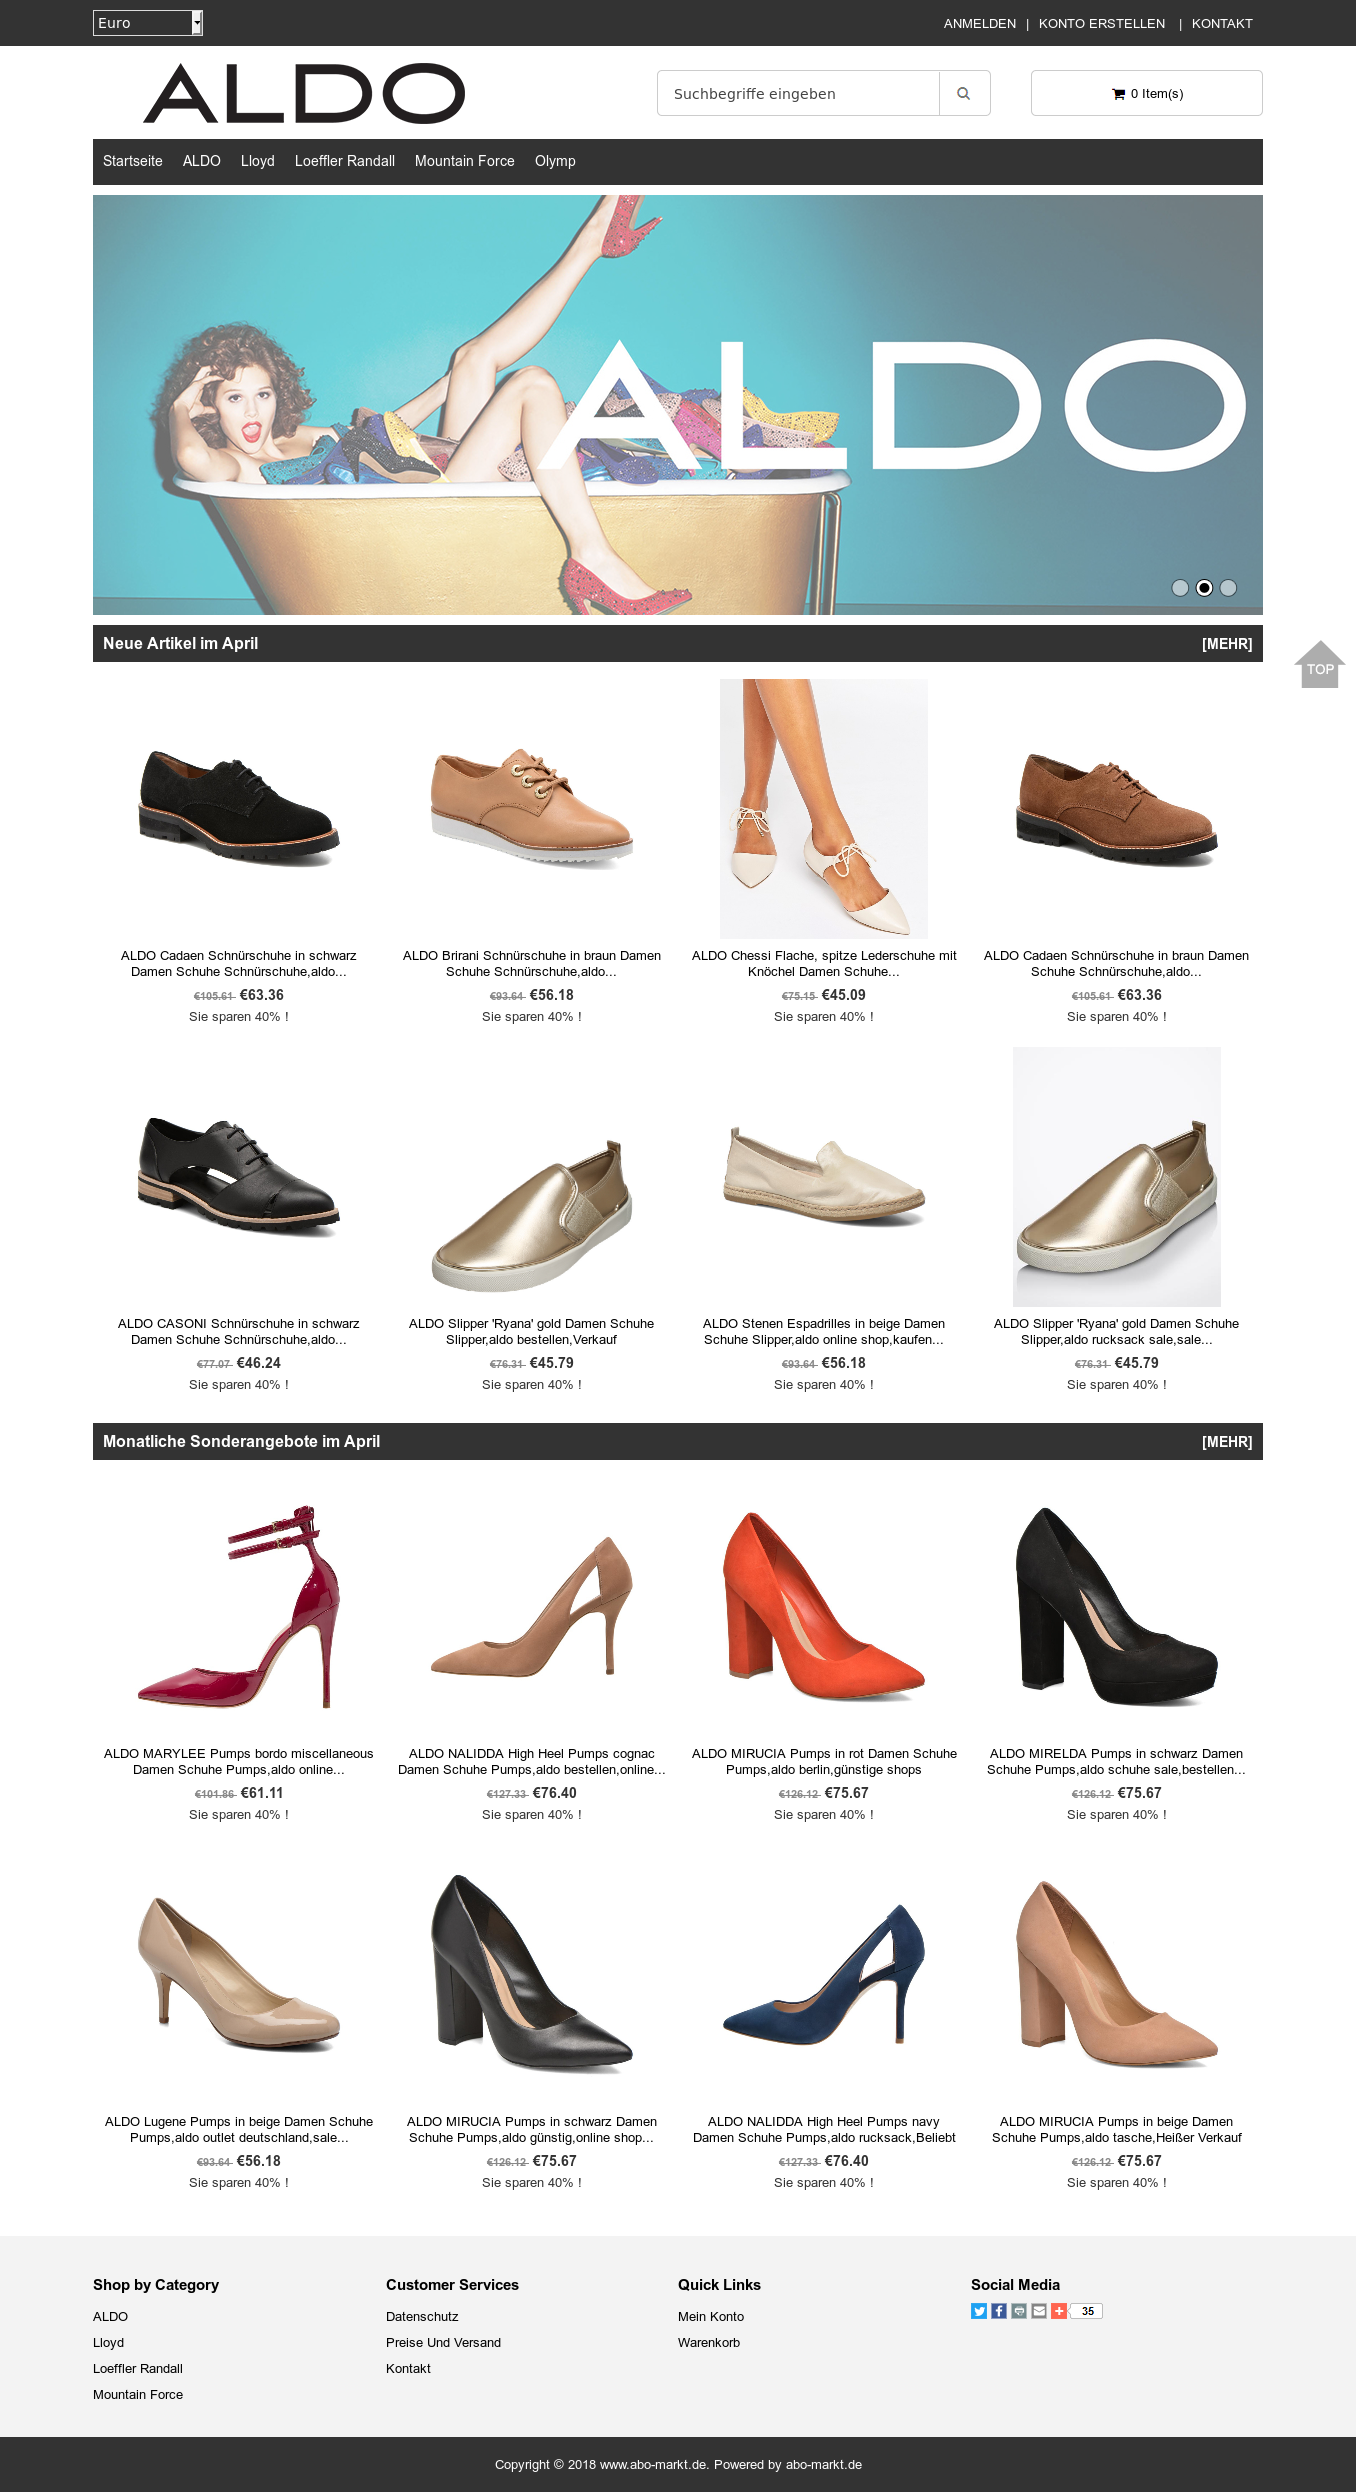 Euro
ANMELDEN | KONTO ERSTELLEN | KONTAKT
ALDO
Suchbegriffe eingeben
0 Item(s)
Startseite ALDO Lloyd Loeffler Randall Mountain Force Olymp
ALDO
Neue Artikel im April [MEHR]
TOP
ALDO Cadaen Schnürschuhe in schwarz
Damen Schuhe Schnürschuhe,aldo...
€105.61 €63.36
Sie sparen 40% !
ALDO Brirani Schnürschuhe in braun Damen
Schuhe Schnürschuhe,aldo...
€93.64 €56.18
Sie sparen 40% !
ALDO Chessi Flache, spitze Lederschuhe mit
Knöchel Damen Schuhe...
€75.15 €45.09
Sie sparen 40% !
ALDO Cadaen Schnürschuhe in braun Damen
Schuhe Schnürschuhe,aldo...
€105.61 €63.36
Sie sparen 40% !
ALDO CASONI Schnürschuhe in schwarz
Damen Schuhe Schnürschuhe,aldo...
€77.07 €46.24
Sie sparen 40% !
ALDO Slipper 'Ryana' gold Damen Schuhe
Slipper,aldo bestellen,Verkauf
€76.31 €45.79
Sie sparen 40% !
ALDO Stenen Espadrilles in beige Damen
Schuhe Slipper,aldo online shop,kaufen...
€93.64 €56.18
Sie sparen 40% !
ALDO Slipper 'Ryana' gold Damen Schuhe
Slipper,aldo rucksack sale,sale...
€76.31 €45.79
Sie sparen 40% !
Monatliche Sonderangebote im April [MEHR]
ALDO MARYLEE Pumps bordo miscellaneous
Damen Schuhe Pumps,aldo online...
€101.86 €61.11
Sie sparen 40% !
ALDO NALIDDA High Heel Pumps cognac
Damen Schuhe Pumps,aldo bestellen,online...
€127.33 €76.40
Sie sparen 40% !
ALDO MIRUCIA Pumps in rot Damen Schuhe
Pumps,aldo berlin,günstige shops
€126.12 €75.67
Sie sparen 40% !
ALDO MIRELDA Pumps in schwarz Damen
Schuhe Pumps,aldo schuhe sale,bestellen...
€126.12 €75.67
Sie sparen 40% !
ALDO Lugene Pumps in beige Damen Schuhe
Pumps,aldo outlet deutschland,sale...
€93.64 €56.18
Sie sparen 40% !
ALDO MIRUCIA Pumps in schwarz Damen
Schuhe Pumps,aldo günstig,online shop...
€126.12 €75.67
Sie sparen 40% !
ALDO NALIDDA High Heel Pumps navy
Damen Schuhe Pumps,aldo rucksack,Beliebt
€127.33 €76.40
Sie sparen 40% !
ALDO MIRUCIA Pumps in beige Damen
Schuhe Pumps,aldo tasche,Heißer Verkauf
€126.12 €75.67
Sie sparen 40% !
Shop by Category
ALDO
Lloyd
Loeffler Randall
Mountain Force
Customer Services
Datenschutz
Preise Und Versand
Kontakt
Quick Links
Mein Konto
Warenkorb
Social Media
35
Copyright © 2018 www.abo-markt.de. Powered by abo-markt.de